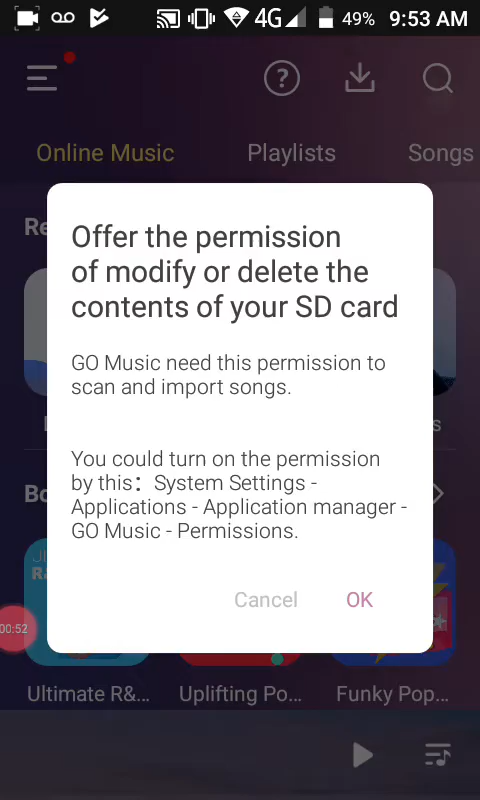 4G 49% 9:53 AM
?
Online Music Playlists Songs
Re
Offer the permission
of modify or delete the
contents of your SD card
GO Music need this permission to
scan and import songs.
s
You could turn on the permission
by this：System Settings -
Applications - Application manager -
GO Music - Permissions.
Bo
Cancel OK
00:52
Ultimate R&... Uplifting Po... Funky Pop...